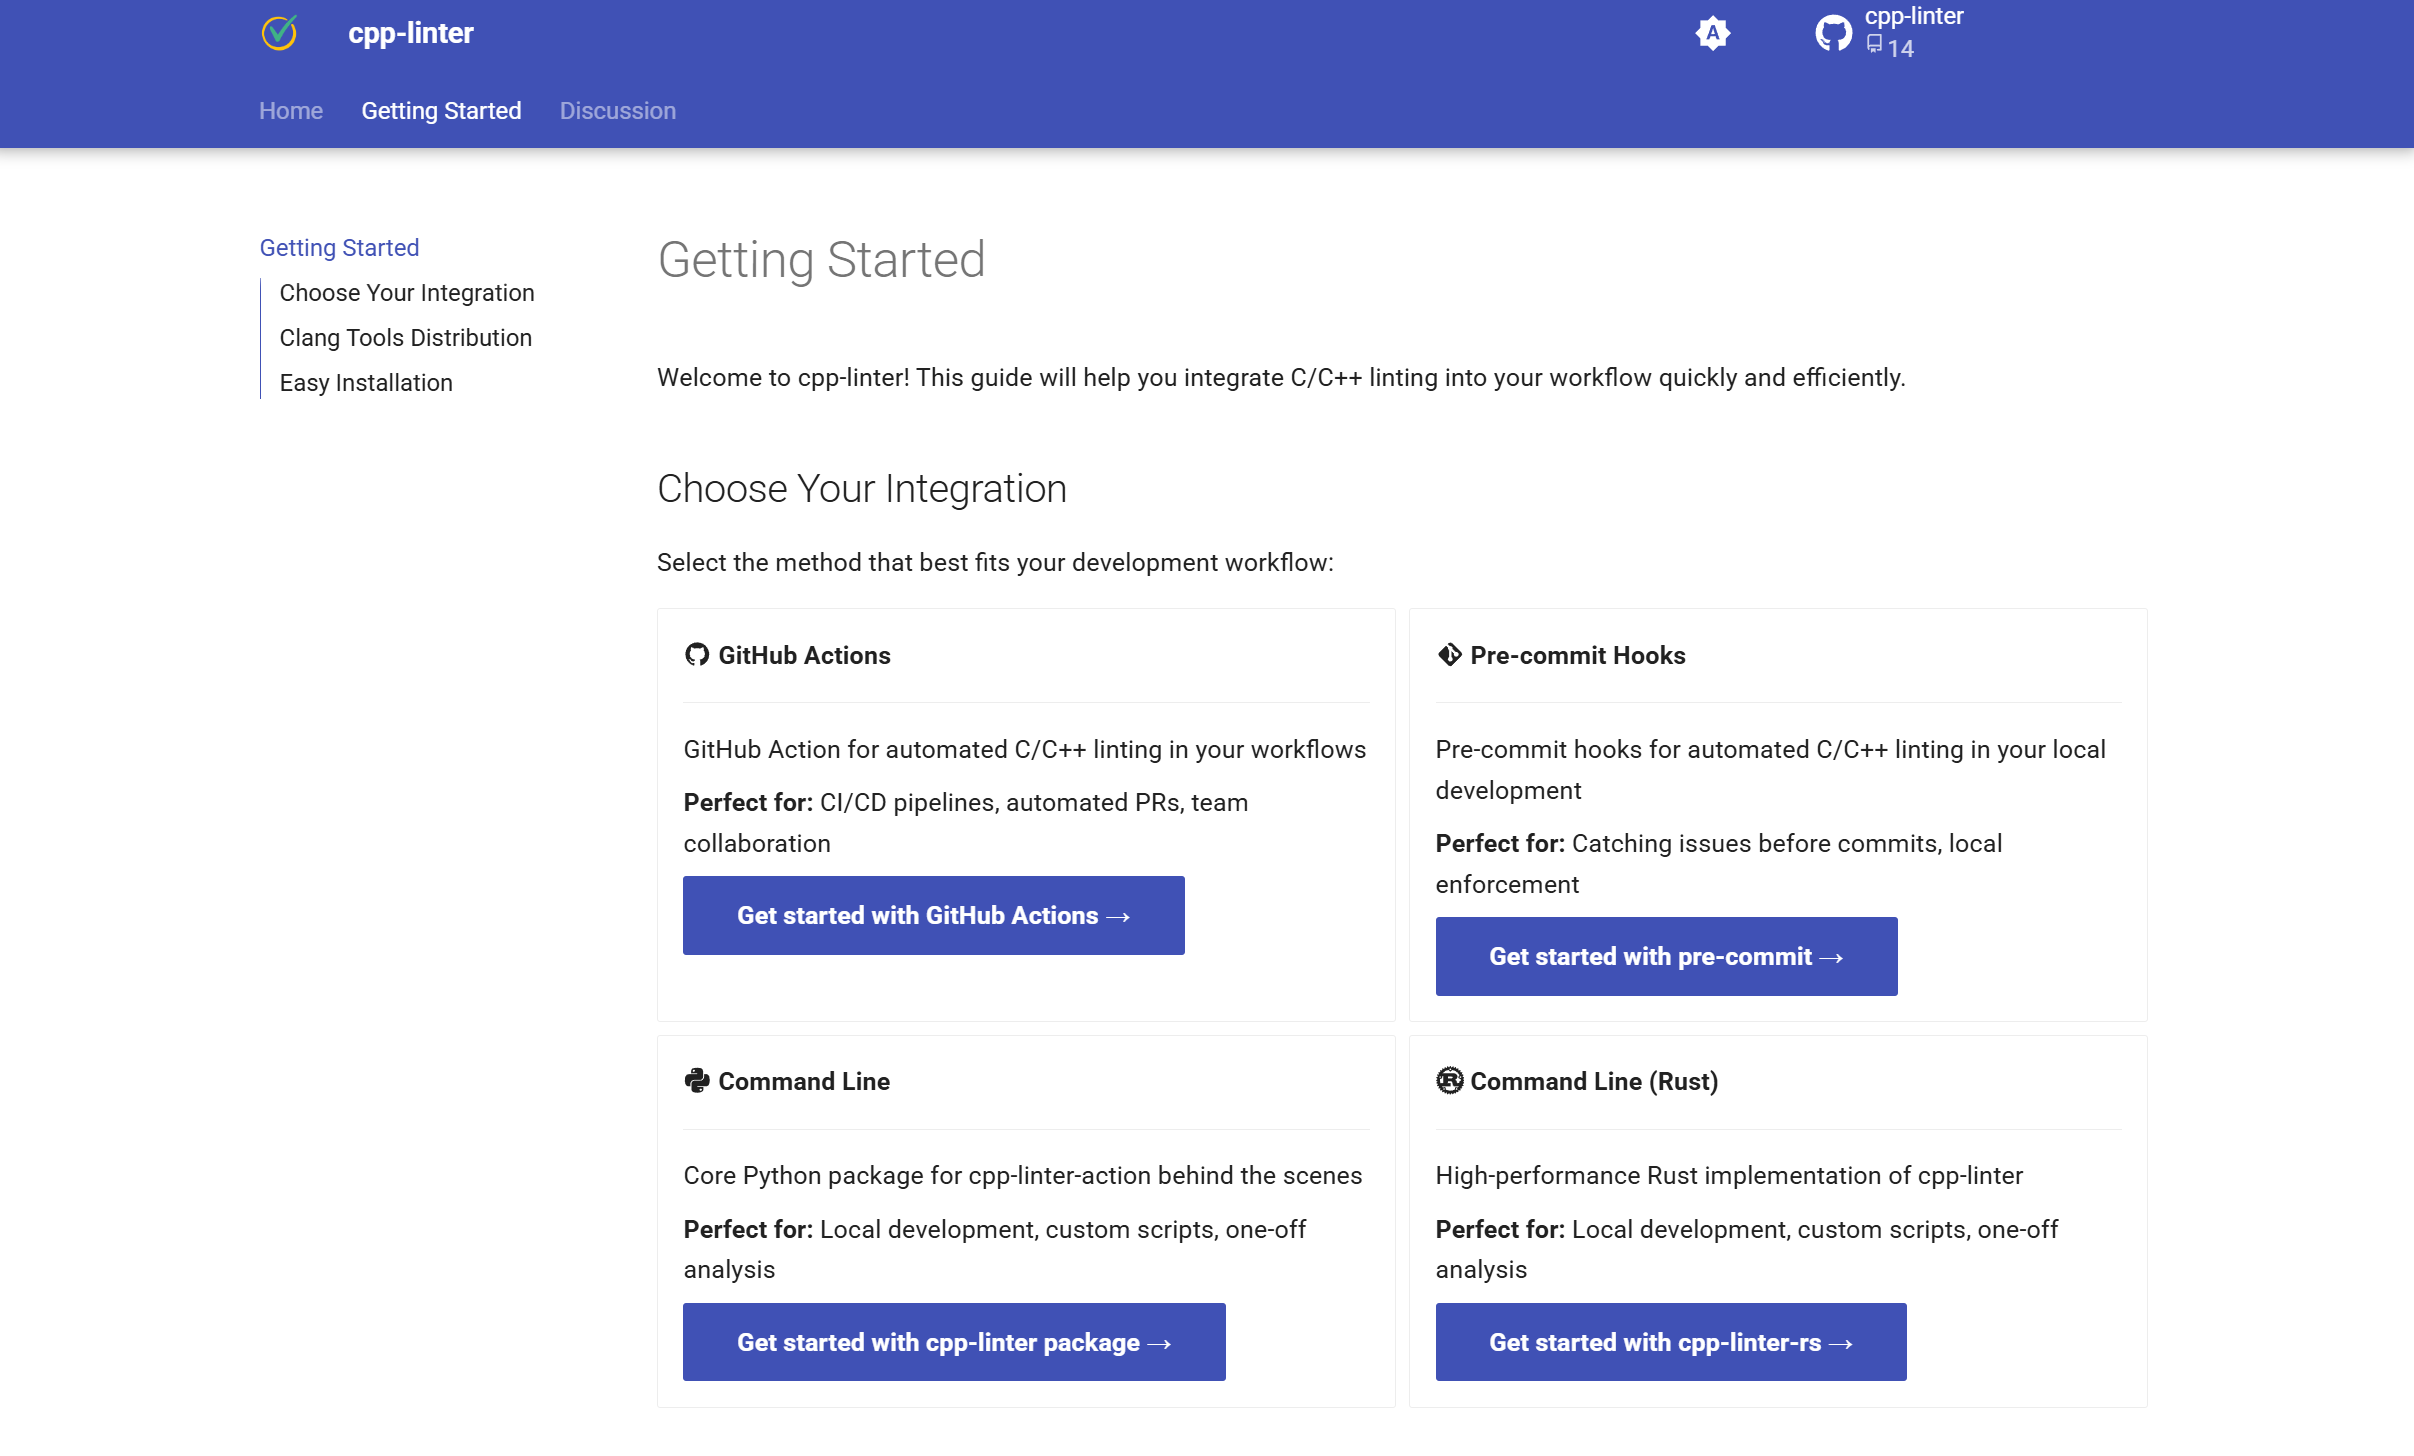 cpp-linter
A
cpp-linter
14
Home
Getting Started
Discussion
Getting Started
Choose Your Integration
Clang Tools Distribution
Easy Installation
Getting Started
Welcome to cpp-linter! This guide will help you integrate C/C++ linting into your workflow quickly and efficiently.
Choose Your Integration
Select the method that best fits your development workflow:
GitHub Actions
GitHub Action for automated C/C++ linting in your workflows
Perfect for: CI/CD pipelines, automated PRs, team
collaboration
Get started with GitHub Actions →
Pre-commit Hooks
Pre-commit hooks for automated C/C++ linting in your local
development
Perfect for: Catching issues before commits, local
enforcement
Get started with pre-commit →
Command Line
Core Python package for cpp-linter-action behind the scenes
Perfect for: Local development, custom scripts, one-off
analysis
Get started with cpp-linter package →
Command Line (Rust)
High-performance Rust implementation of cpp-linter
Perfect for: Local development, custom scripts, one-off
analysis
Get started with cpp-linter-rs →